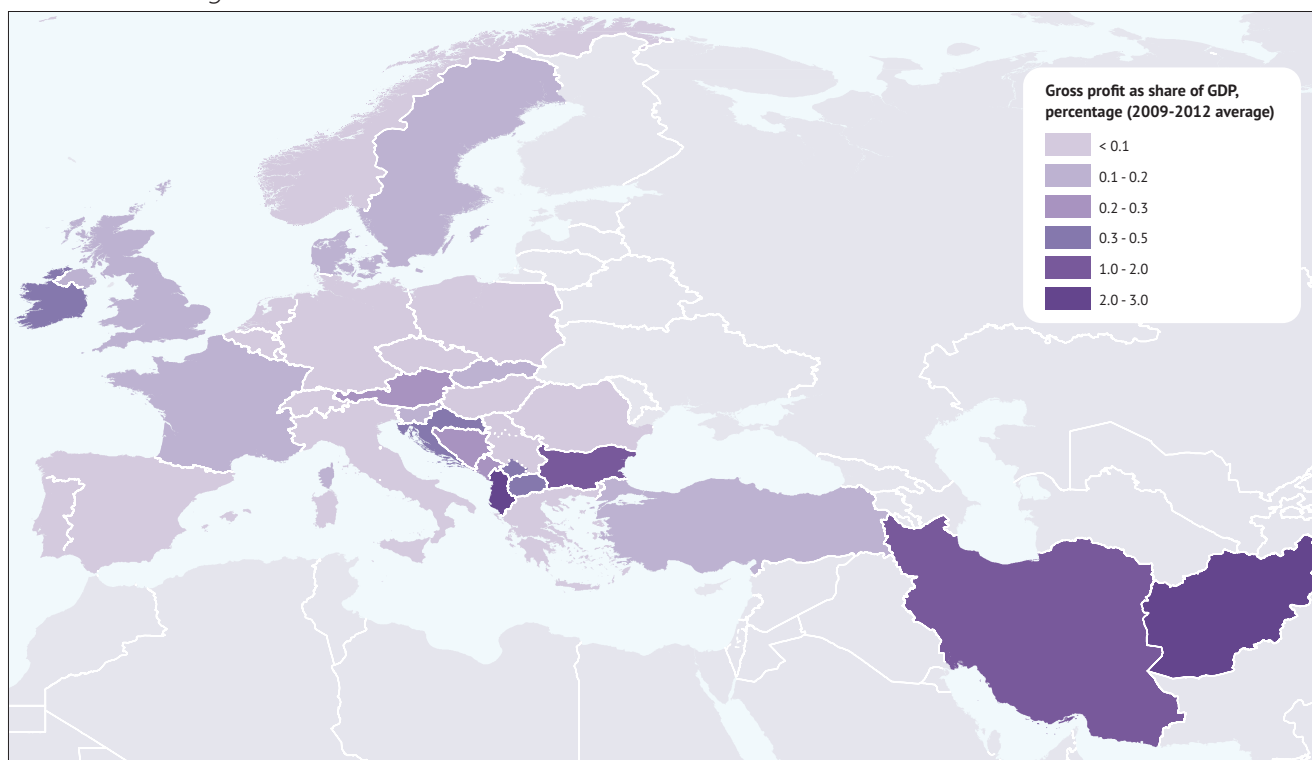 Gross profit as share of GDP,
percentage (2009-2012 average)
< 0.1
0.1 - 0.2
0.2 - 0.3
0.3 - 0.5
1.0 - 2.0
2.0 - 3.0